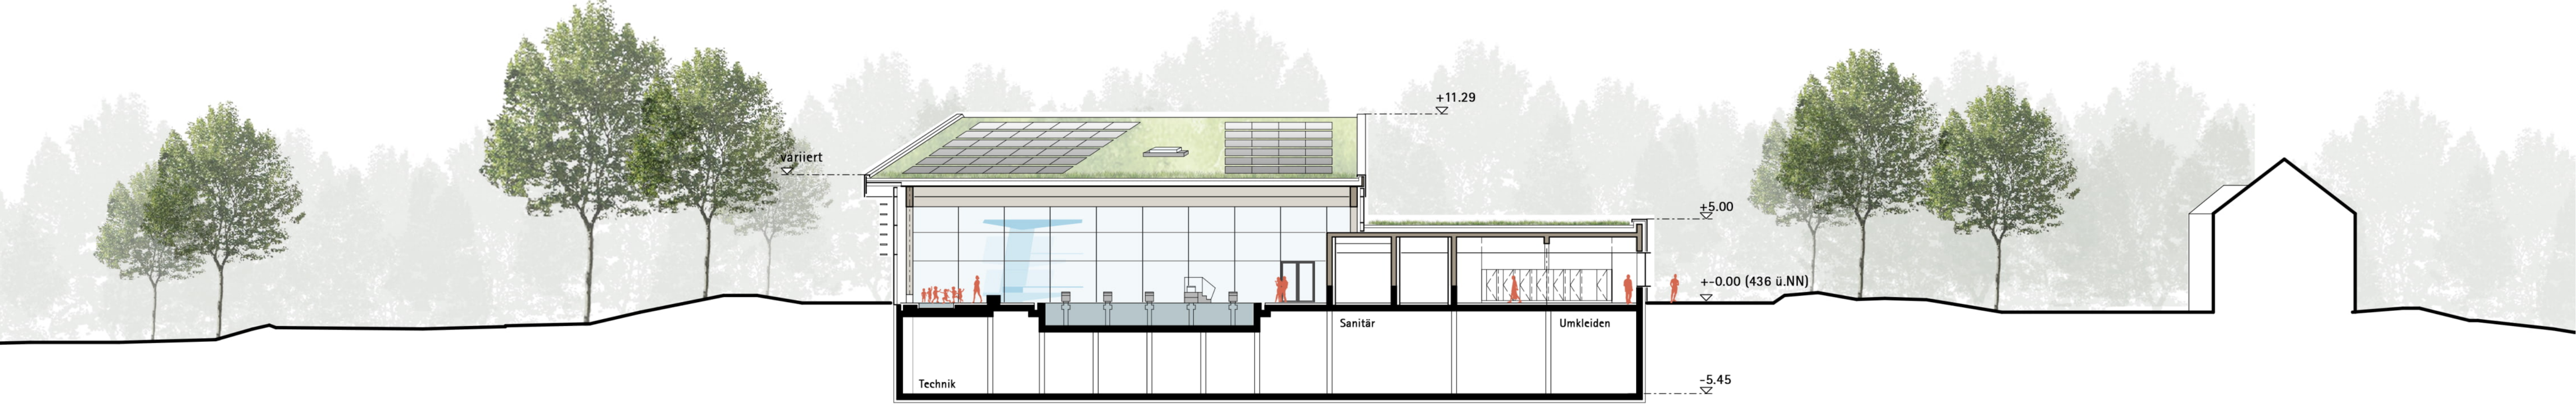 +11.29
variiert
+5.00
+-0.00 (436 ü.NN)
Sanitär
Umkleiden
Technik
-5.45